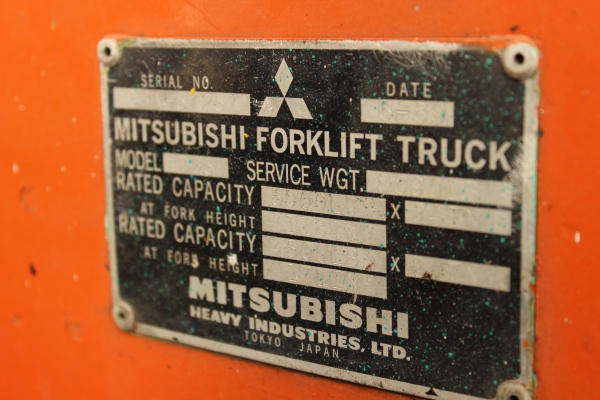 SERIAL NO. DATE
MITSUBISHI FORKLIFT TRUCK
MODEL SERVICE WGT.
RATED CAPACITY X
AT FORK HEIGHT
RATED CAPACITY X
AT FORK HEIGHT
MITSUBISHI
HEAVY INDUSTRIES, LTD.
TOKYO JAPAN